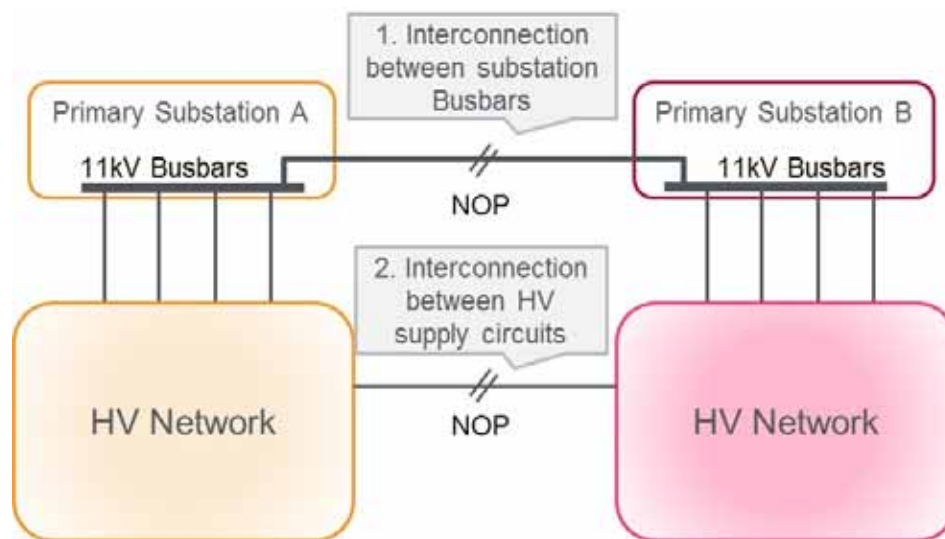 1. Interconnection
between substation
Busbars
Primary Substation A
Primary Substation B
11kV Busbars
11kV Busbars
NOP
2. Interconnection
between HV
supply circuits
HV Network
HV Network
NOP